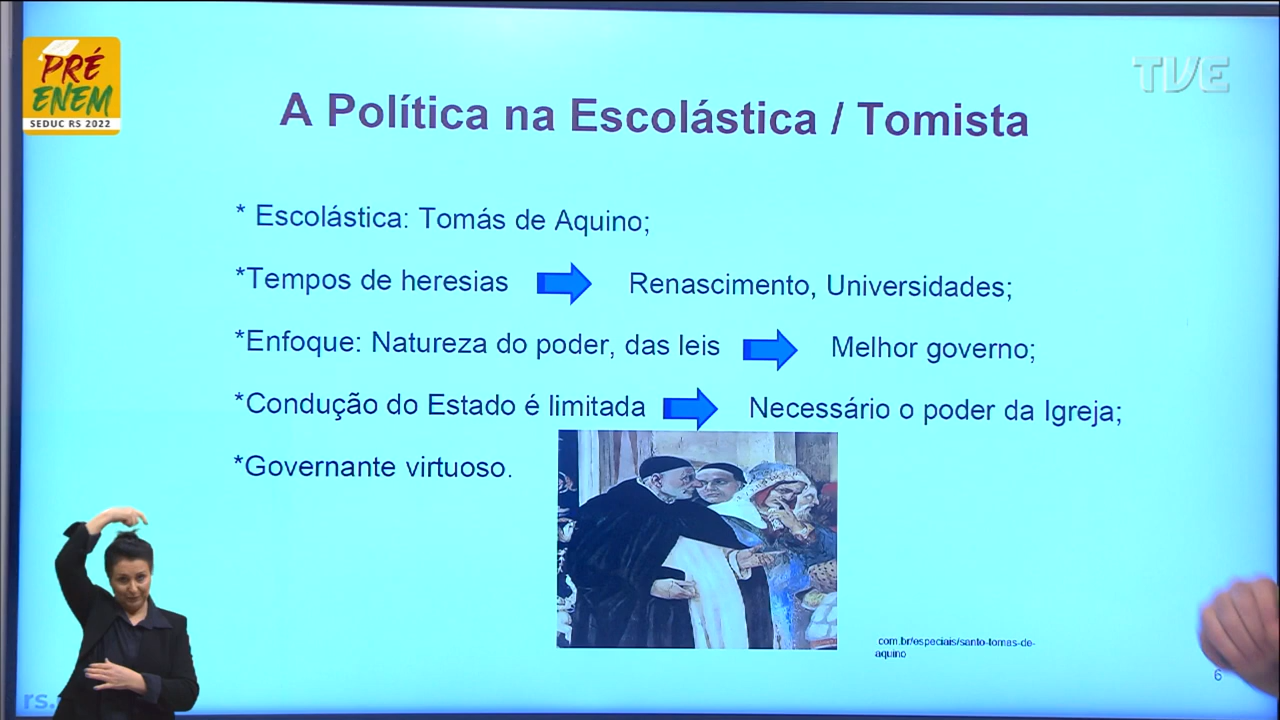 PRÉ
ENEM
SEDUC RS 2022
TVE
A Política na Escolástica / Tomista
* Escolástica: Tomás de Aquino;
*Tempos de heresias Renascimento, Universidades;
*Enfoque: Natureza do poder, das leis Melhor governo;
*Condução do Estado é limitada Necessário o poder da Igreja;
*Governante virtuoso.
com.br/especiais/santo-tomas-de-
aquino
6
rs.